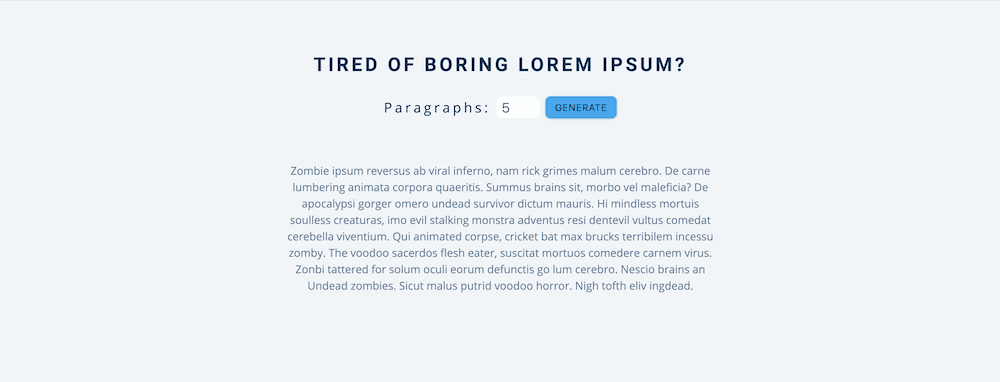 TIRED OF BORING LOREM IPSUM?
Paragraphs: 5 GENERATE
Zombie ipsum reversus ab viral inferno, nam rick grimes malum cerebro. De carne
lumbering animata corpora quaeritis. Summus brains sit, morbo vel maleficia? De
apocalypsi gorger omero undead survivor dictum mauris. Hi mindless mortuis
soulless creaturas, imo evil stalking monstra adventus resi dentevil vultus comedat
cerebella viventium. Qui animated corpse, cricket bat max brucks terribilem incessu
zomby. The voodoo sacerdos flesh eater, suscitat mortuos comedere carnem virus.
Zonbi tattered for solum oculi eorum defunctis go lum cerebro. Nescio brains an
Undead zombies. Sicut malus putrid voodoo horror. Nigh tofth eliv ingdead.